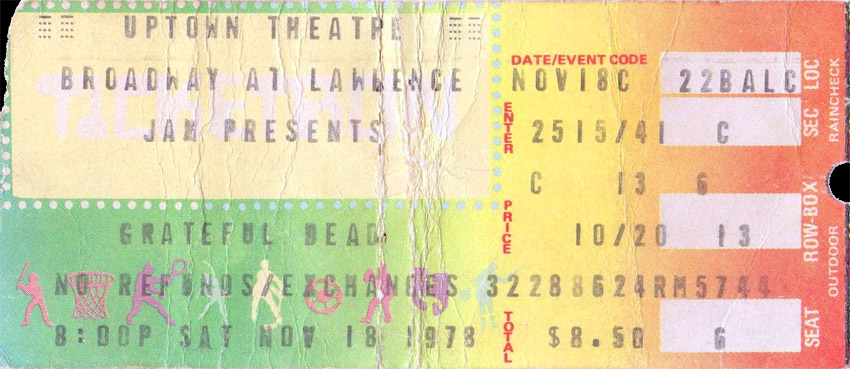 UPTOWN THEATRE
BROADWAY AT LAWRENCE
JAM PRESENTS
GRATEFUL DEAD
NO REFUNDS/EXCHANGES
8:00P SAT NOV 18 1978
DATE/EVENT CODE
NOV18C 22BALC
ENTER 2515/41 C
C 13 6
PRICE 10/20 13
32288624RM5744
TOTAL $8.50 6
LOC
SEC
ROW-BOX
SEAT
RAINCHECK
OUTDOOR
TICKETRON